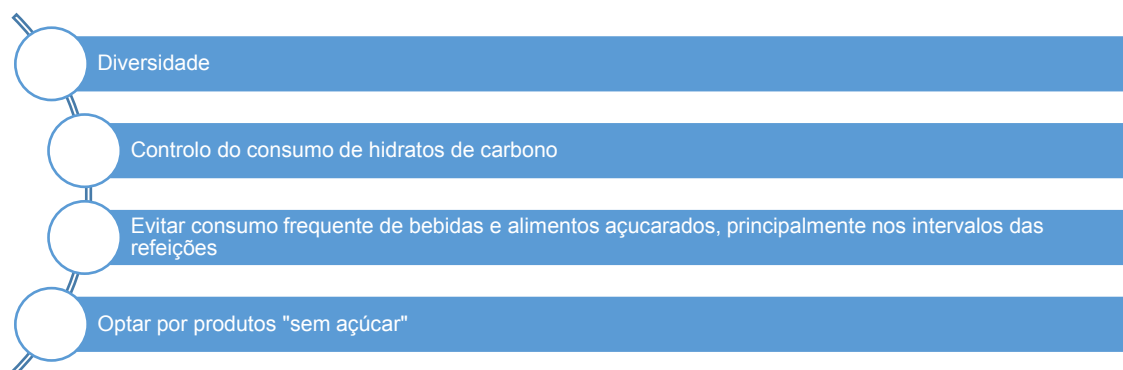 Diversidade
Controlo do consumo de hidratos de carbono
Evitar consumo frequente de bebidas e alimentos açucarados, principalmente nos intervalos das
refeições
Optar por produtos "sem açúcar"